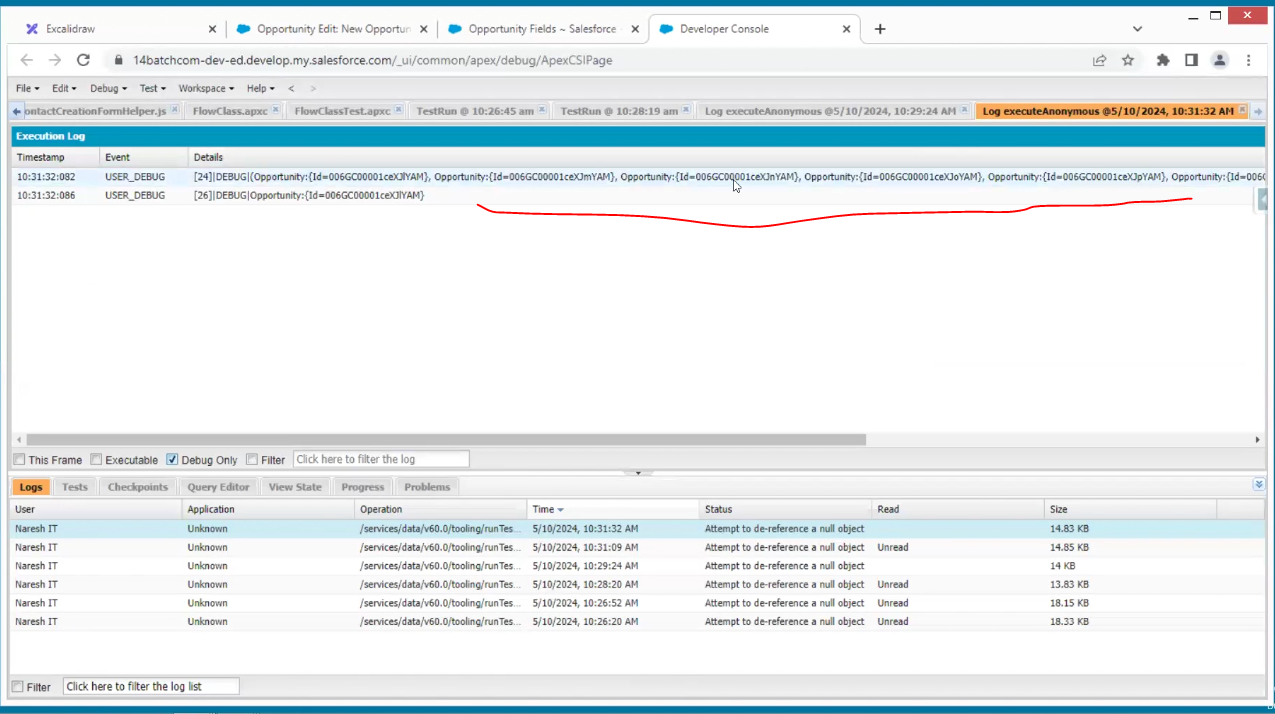 Excalidraw
Opportunity Edit: New Opportun
Opportunity Fields ~ Salesforce
Developer Console
14batchcom-dev-ed.develop.my.salesforce.com/_ui/common/apex/debug/ApexCSIPage
File Edit Debug Test Workspace Help < >
ontactCreationFormHelper.js FlowClass.apxc FlowClassTest.apxc TestRun @ 10:26:45 am TestRun @ 10:28:19 am Log executeAnonymous @5/10/2024, 10:29:24 AM Log executeAnonymous @5/10/2024, 10:31:32 AM
Execution Log
Timestamp Event Details
10:31:32:082 USER_DEBUG [24]|DEBUG|(Opportunity:{Id=006GC00001ceXJlYAM}, Opportunity:{Id=006GC00001ceXJmYAM}, Opportunity:{Id=006GC00001ceXJnYAM}, Opportunity:{Id=006GC00001ceXJoYAM}, Opportunity:{Id=006GC00001ceXJpYAM}, Opportunity:{Id=006G
10:31:32:086 USER_DEBUG [26]|DEBUG|Opportunity:{Id=006GC00001ceXJlYAM}
This Frame Executable Debug Only Filter Click here to filter the log
Logs Tests Checkpoints Query Editor View State Progress Problems
User Application Operation Time Status Read Size
Naresh IT Unknown /services/data/v60.0/tooling/runTes... 5/10/2024, 10:31:32 AM Attempt to de-reference a null object 14.83 KB
Naresh IT Unknown /services/data/v60.0/tooling/runTes... 5/10/2024, 10:31:09 AM Attempt to de-reference a null object Unread 14.85 KB
Naresh IT Unknown /services/data/v60.0/tooling/runTes... 5/10/2024, 10:29:24 AM Attempt to de-reference a null object 14 KB
Naresh IT Unknown /services/data/v60.0/tooling/runTes... 5/10/2024, 10:28:20 AM Attempt to de-reference a null object Unread 13.83 KB
Naresh IT Unknown /services/data/v60.0/tooling/runTes... 5/10/2024, 10:26:52 AM Attempt to de-reference a null object Unread 18.15 KB
Naresh IT Unknown /services/data/v60.0/tooling/runTes... 5/10/2024, 10:26:20 AM Attempt to de-reference a null object Unread 18.33 KB
Filter Click here to filter the log list